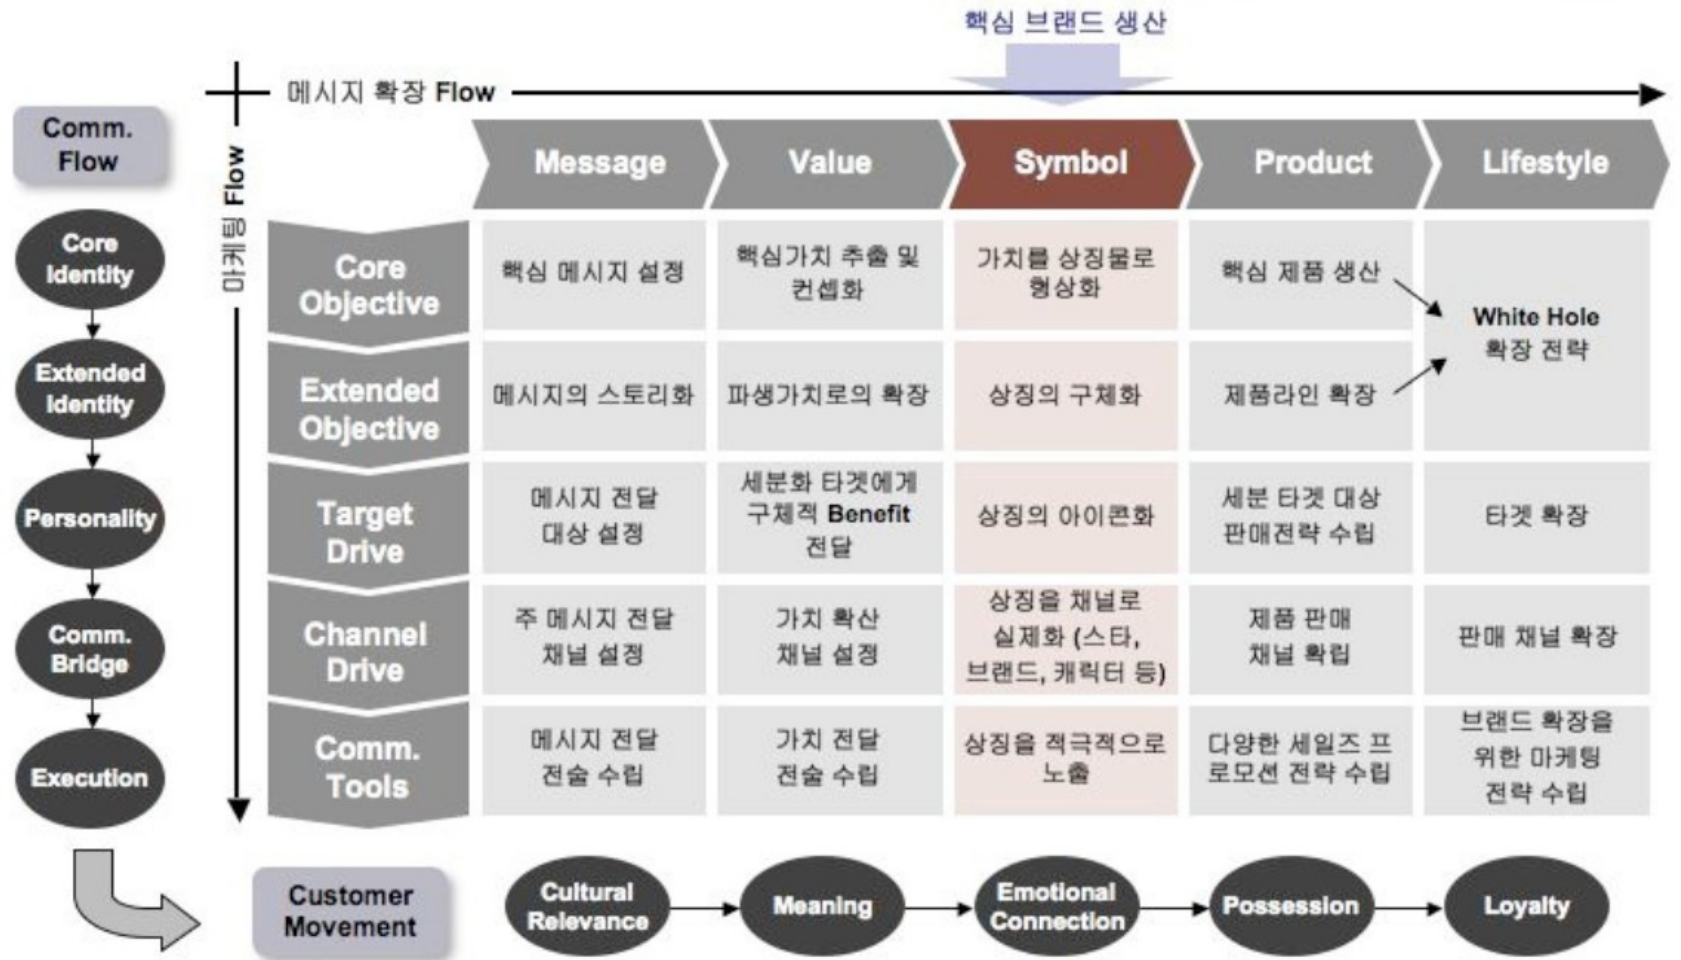 핵심 브랜드 생산
메시지 확장 Flow
Comm.
Flow
마케팅 Flow
Message
Value
Symbol
Product
Lifestyle
Core
Identity
Core
Objective
핵심 메시지 설정
핵심가치 추출 및
컨셉화
가치를 상징물로
형상화
핵심 제품 생산
White Hole
확장 전략
Extended
Identity
Extended
Objective
메시지의 스토리화
파생가치로의 확장
상징의 구체화
제품라인 확장
Personality
Target
Drive
메시지 전달
대상 설정
세분화 타겟에게
구체적 Benefit
전달
상징의 아이콘화
세분 타겟 대상
판매전략 수립
타겟 확장
Comm.
Bridge
Channel
Drive
주 메시지 전달
채널 설정
가치 확산
채널 설정
상징을 채널로
실제화 (스타,
브랜드, 캐릭터 등)
제품 판매
채널 확립
판매 채널 확장
Execution
Comm.
Tools
메시지 전달
전술 수립
가치 전달
전술 수립
상징을 적극적으로
노출
다양한 세일즈 프
로모션 전략 수립
브랜드 확장을
위한 마케팅
전략 수립
Customer
Movement
Cultural
Relevance
Meaning
Emotional
Connection
Possession
Loyalty